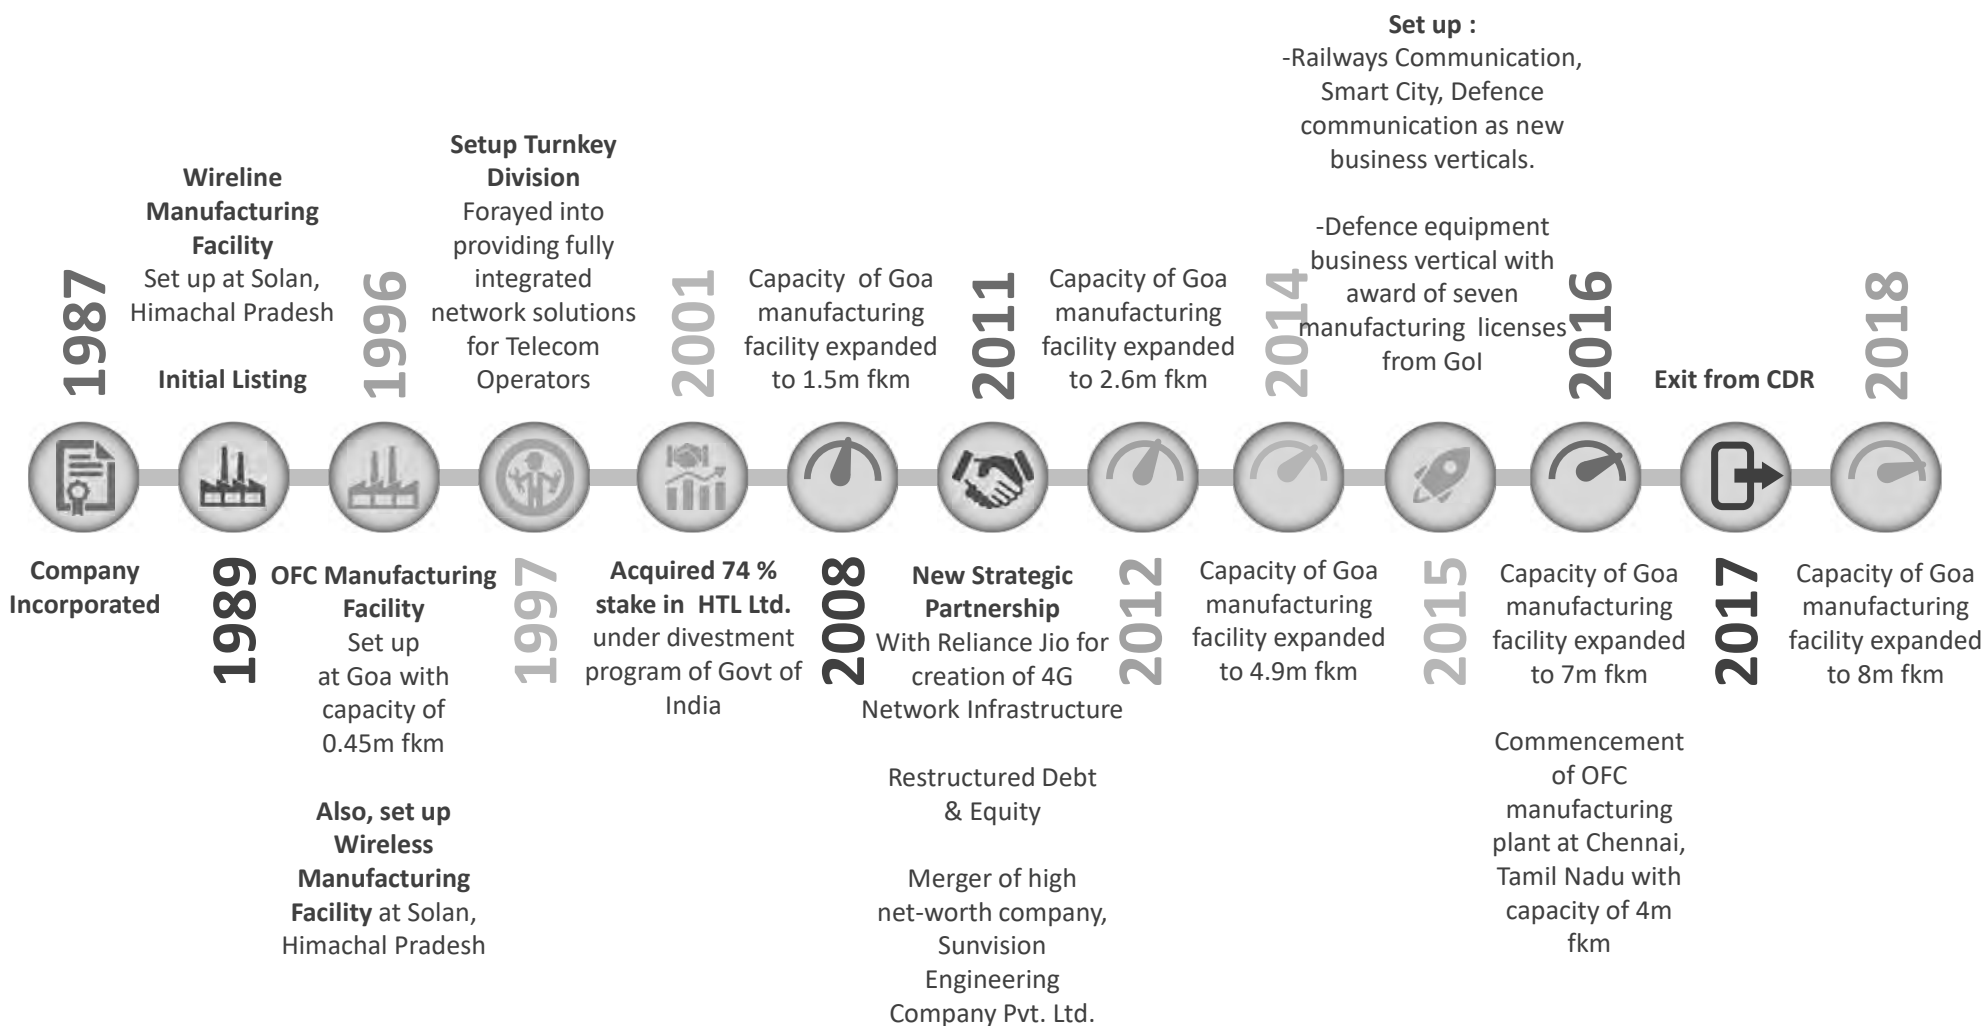 1987
Company
Incorporated
Wireline
Manufacturing
Facility
Set up at Solan,
Himachal Pradesh
Initial Listing
1989
1996
OFC Manufacturing
Facility
Set up
at Goa with
capacity of
0.45m fkm
Also, set up
Wireless
Manufacturing
Facility at Solan,
Himachal Pradesh
Setup Turnkey
Division
Forayed into
providing fully
integrated
network solutions
for Telecom
Operators
1997
2001
Acquired 74 %
stake in HTL Ltd.
under divestment
program of Govt of
India
Capacity of Goa
manufacturing
facility expanded
to 1.5m fkm
2008
2011
New Strategic
Partnership
With Reliance Jio for
creation of 4G
Network Infrastructure
Restructured Debt
& Equity
Merger of high
net-worth company,
Sunvision
Engineering
Company Pvt. Ltd.
Capacity of Goa
manufacturing
facility expanded
to 2.6m fkm
2012
2014
Capacity of Goa
manufacturing
facility expanded
to 4.9m fkm
Set up :
-Railways Communication,
Smart City, Defence
communication as new
business verticals.
-Defence equipment
business vertical with
award of seven
manufacturing licenses
from GoI
2015
2016
Capacity of Goa
manufacturing
facility expanded
to 7m fkm
Commencement
of OFC
manufacturing
plant at Chennai,
Tamil Nadu with
capacity of 4m
fkm
Exit from CDR
2017
2018
Capacity of Goa
manufacturing
facility expanded
to 8m fkm